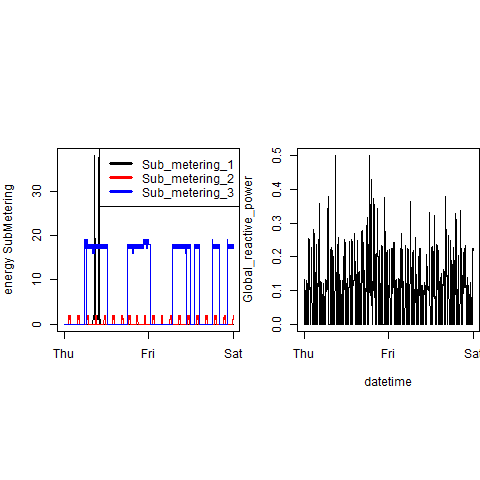 energy SubMetering
30
20
10
0
Sub_metering_1
Sub_metering_2
Sub_metering_3
Thu
Fri
Sat
Global_reactive_power
0.5
0.4
0.3
0.2
0.1
0.0
Thu
Fri
Sat
datetime